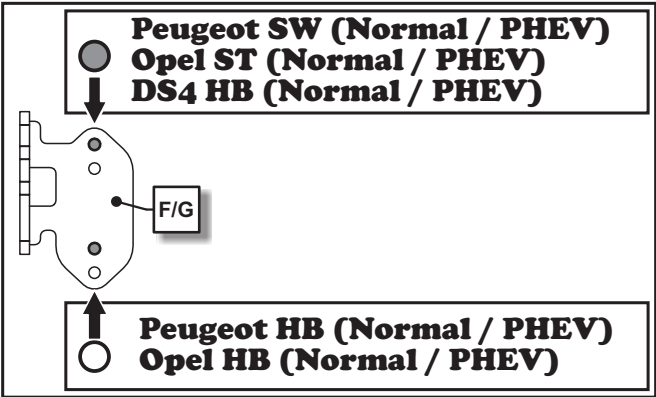 Peugeot SW (Normal / PHEV)
Opel ST (Normal / PHEV)
DS4 HB (Normal / PHEV)
F/G
Peugeot HB (Normal / PHEV)
Opel HB (Normal / PHEV)